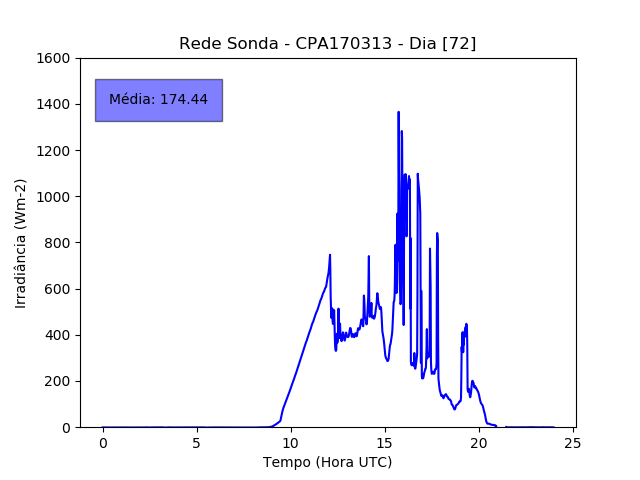 Rede Sonda - CPA170313 - Dia [72]
Média: 174.44
Irradiância (Wm-2)
1600
1400
1200
1000
800
600
400
200
0
0 5 10 15 20 25
Tempo (Hora UTC)